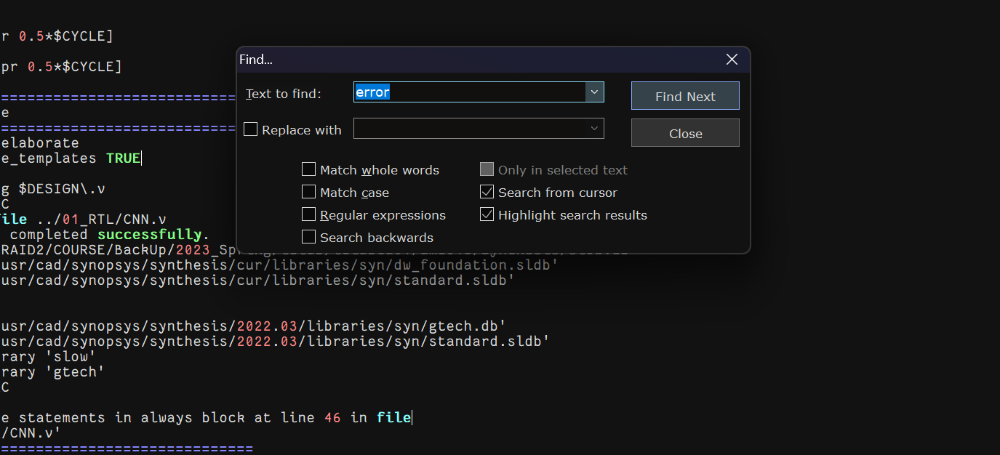 r 0.5*$CYCLE]
pr 0.5*$CYCLE]
Find...
Text to find:
error
Find Next
Replace with
Close
Match whole words
Only in selected text
Match case
Search from cursor
Regular expressions
Highlight search results
Search backwards
===========================
e
===========================
elaborate
e_templates TRUE
g $DESIGN\.v
C
file ../01_RTL/CNN.v
completed successfully.
RAID2/COURSE/BackUp/2023_Spring/
usr/cad/synopsys/synthesis/cur/libraries/syn/dw_foundation.sldb'
usr/cad/synopsys/synthesis/cur/libraries/syn/standard.sldb'
usr/cad/synopsys/synthesis/2022.03/libraries/syn/gtech.db'
usr/cad/synopsys/synthesis/2022.03/libraries/syn/standard.sldb'
rary 'slow'
rary 'gtech'
C
e statements in always block at line 46 in file
/CNN.v'
=============================